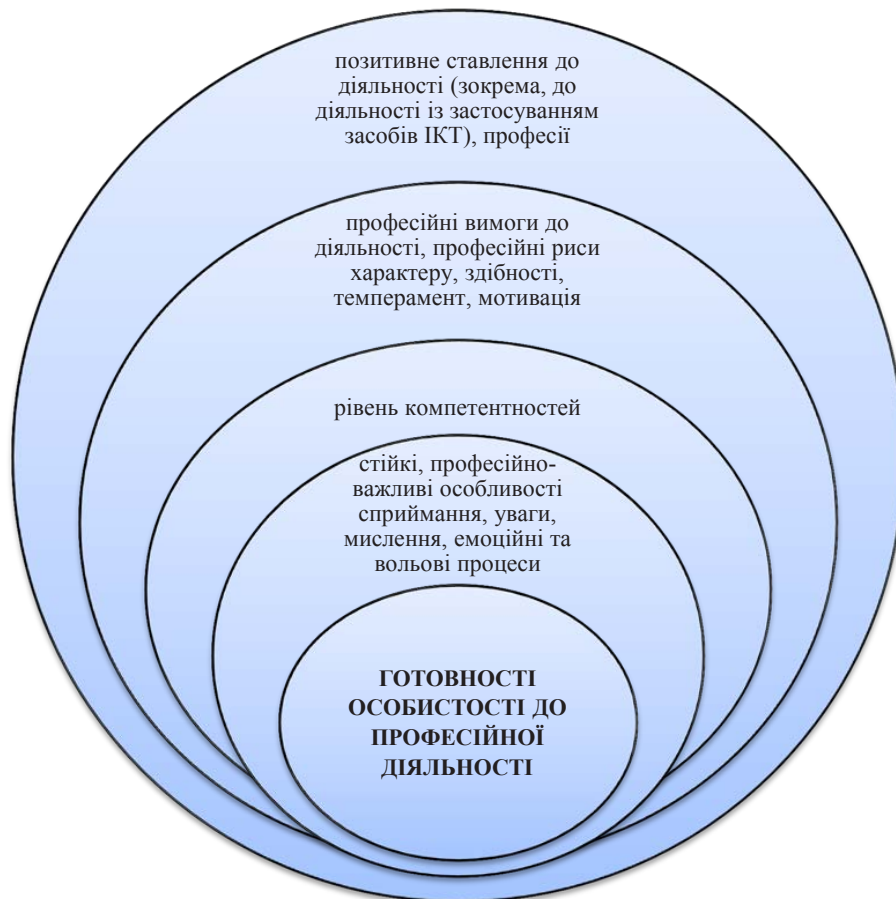 позитивне ставлення до
діяльності (зокрема, до
діяльності із застосуванням
засобів ІКТ), професії
професійні вимоги до
діяльності, професійні риси
характеру, здібності,
темперамент, мотивація
рівень компетентностей
стійкі, професійно-
важливі особливості
сприймання, уваги,
мислення, емоційні та
вольові процеси
ГОТОВНОСТІ
ОСОБИСТОСТІ ДО
ПРОФЕСІЙНОЇ
ДІЯЛЬНОСТІ